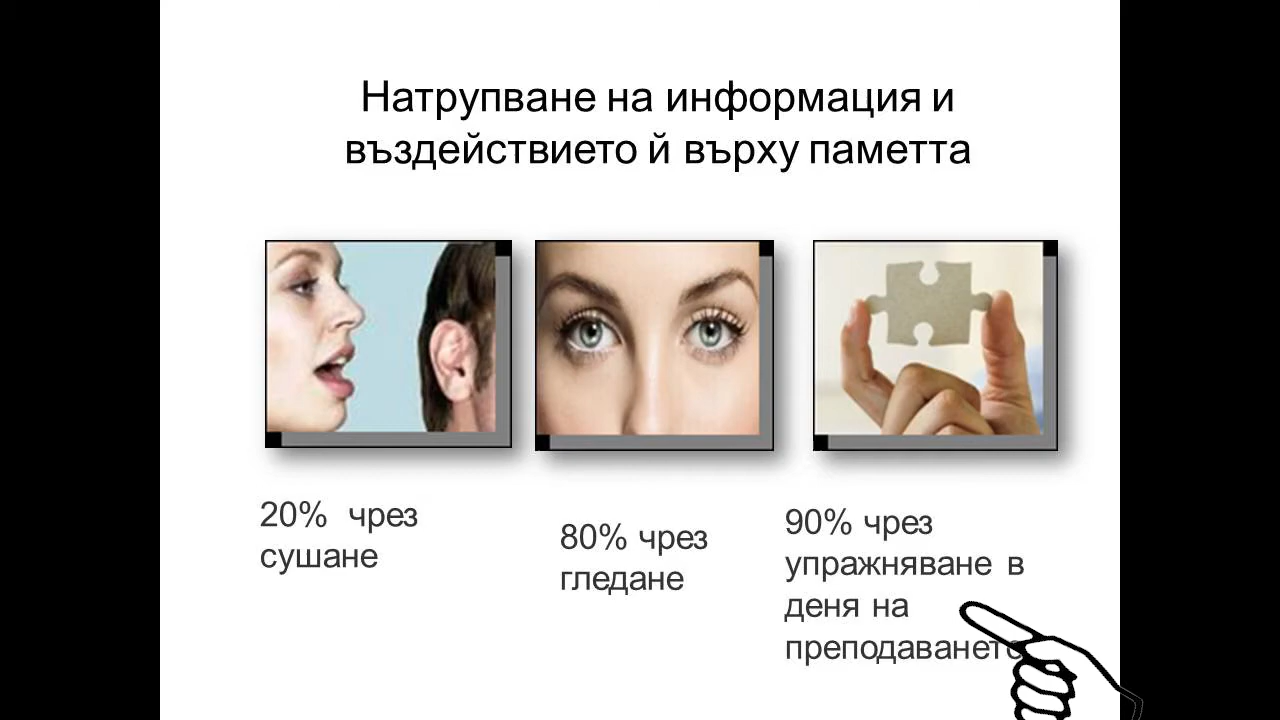 Натрупване на информация и
въздействието й върху паметта
20% чрез
сушане
80% чрез
гледане
90% чрез
упражняване в
деня на
преподаването